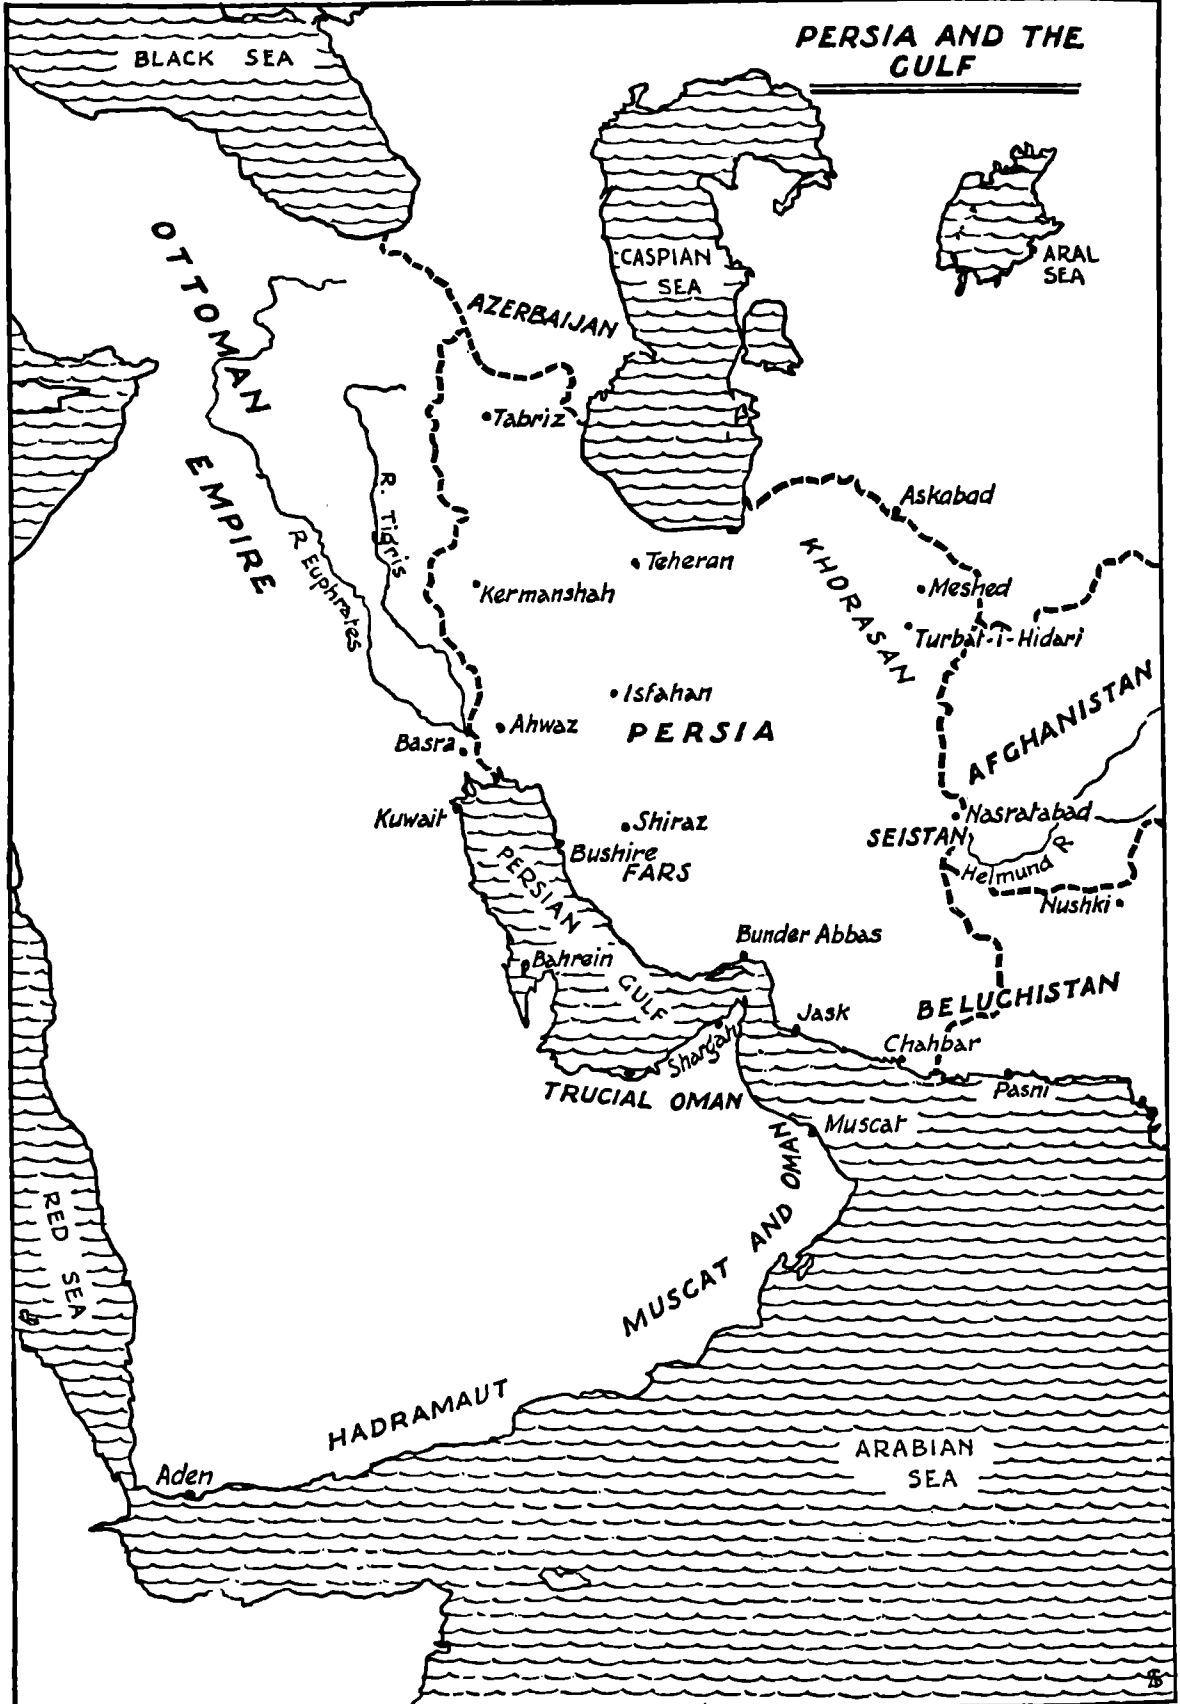 PERSIA AND THE
GULF
BLACK SEA
CASPIAN
SEA
ARAL
SEA
OTTOMAN
EMPIRE
AZERBAIJAN
Tabriz
R. Tigris
R Euphrates
Askabad
KHORASAN
Teheran
Kermanshah
Meshed
Turbat-i-Hidari
Isfahan
PERSIA
AFGHANISTAN
Ahwaz
Basra
Kuwait
Shiraz
Nasratabad
SEISTAN
Helmund R
Bushire
FARS
PERSIAN
GULF
Nushki
Bunder Abbas
Bahrein
BELUCHISTAN
Jask
Shargah
Chahbar
Pasni
TRUCIAL OMAN
Muscat
MUSCAT AND OMAN
RED SEA
HADRAMAUT
ARABIAN
SEA
Aden